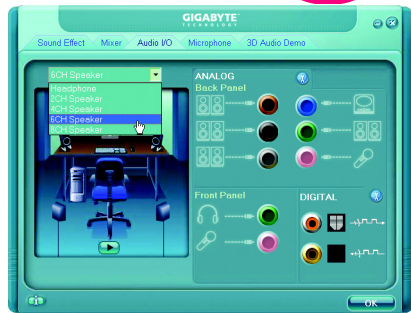 GIGABYTE
TECHNOLOGY
Sound Effect
Mixer
Audio I/O
Microphone
3D Audio Demo
6CH Speaker
Headphone
2CH Speaker
4CH Speaker
6CH Speaker
8CH Speaker
ANALOG
Back Panel
Front Panel
DIGITAL
OK